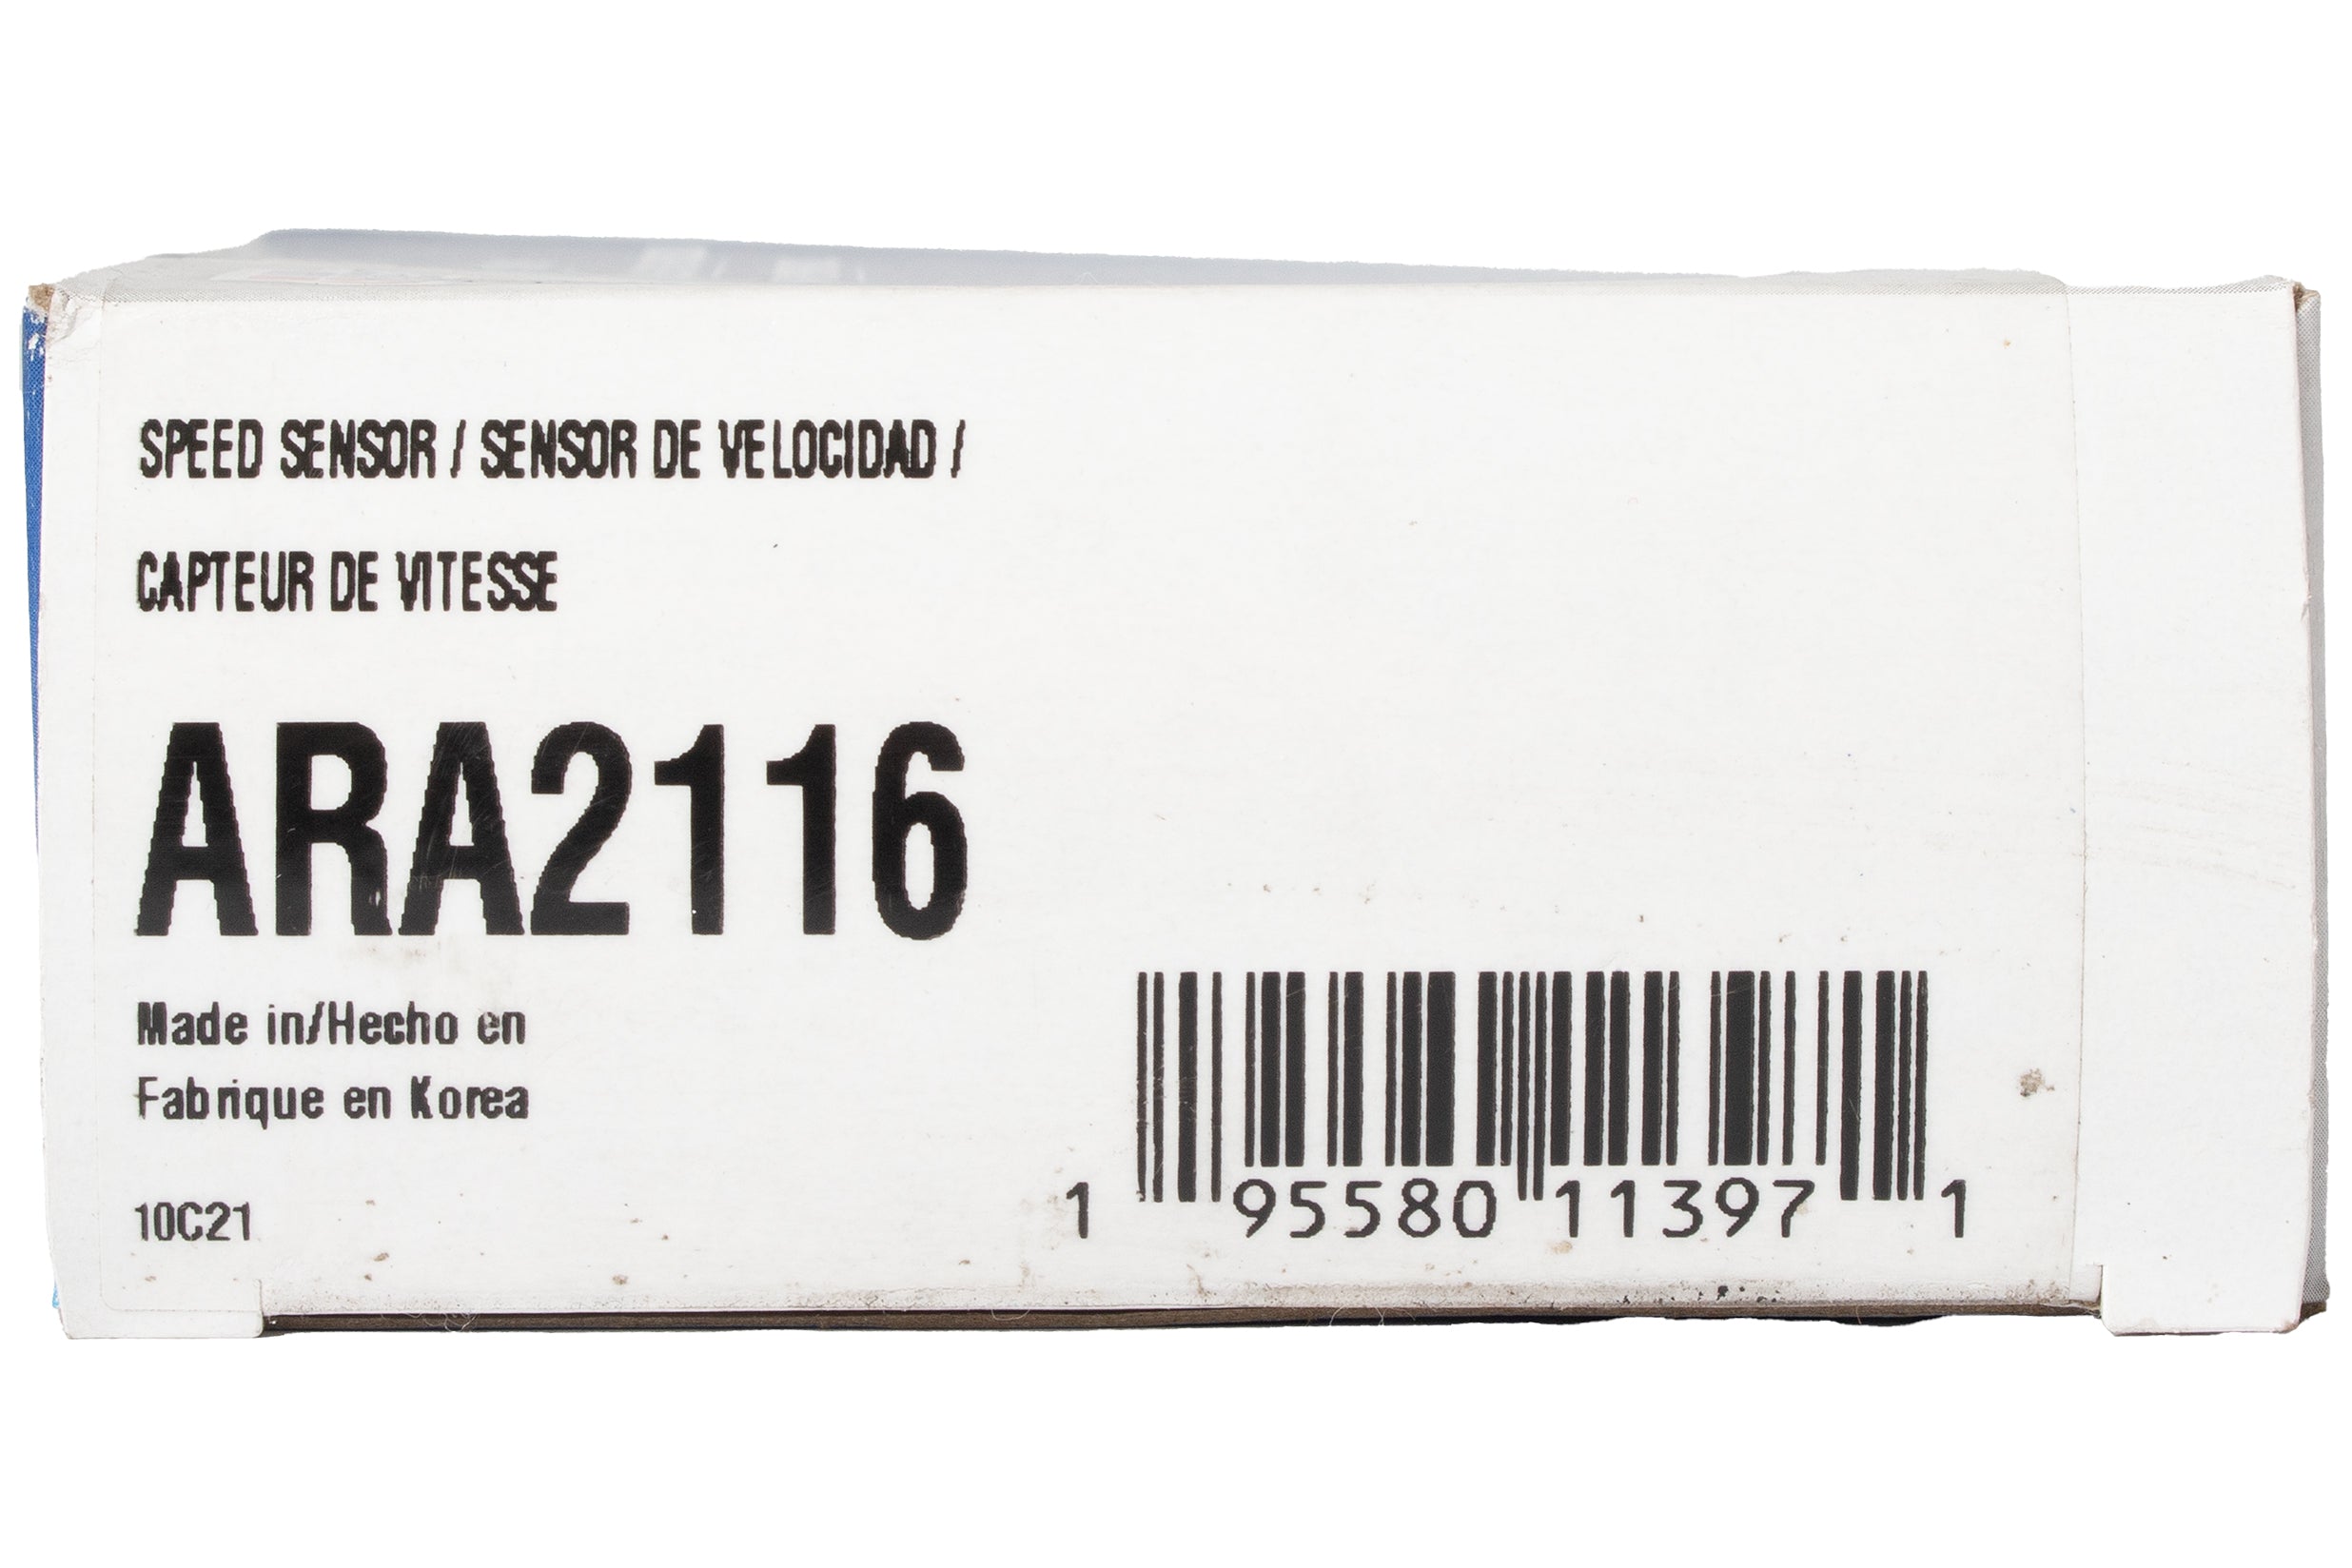 SPEED SENSOR / SENSOR DE VELOCIDAD /
CAPTEUR DE VITESSE
ARA2116
Made in/Hecho en
Fabrique en Korea
10C21
1 95580 11397 1